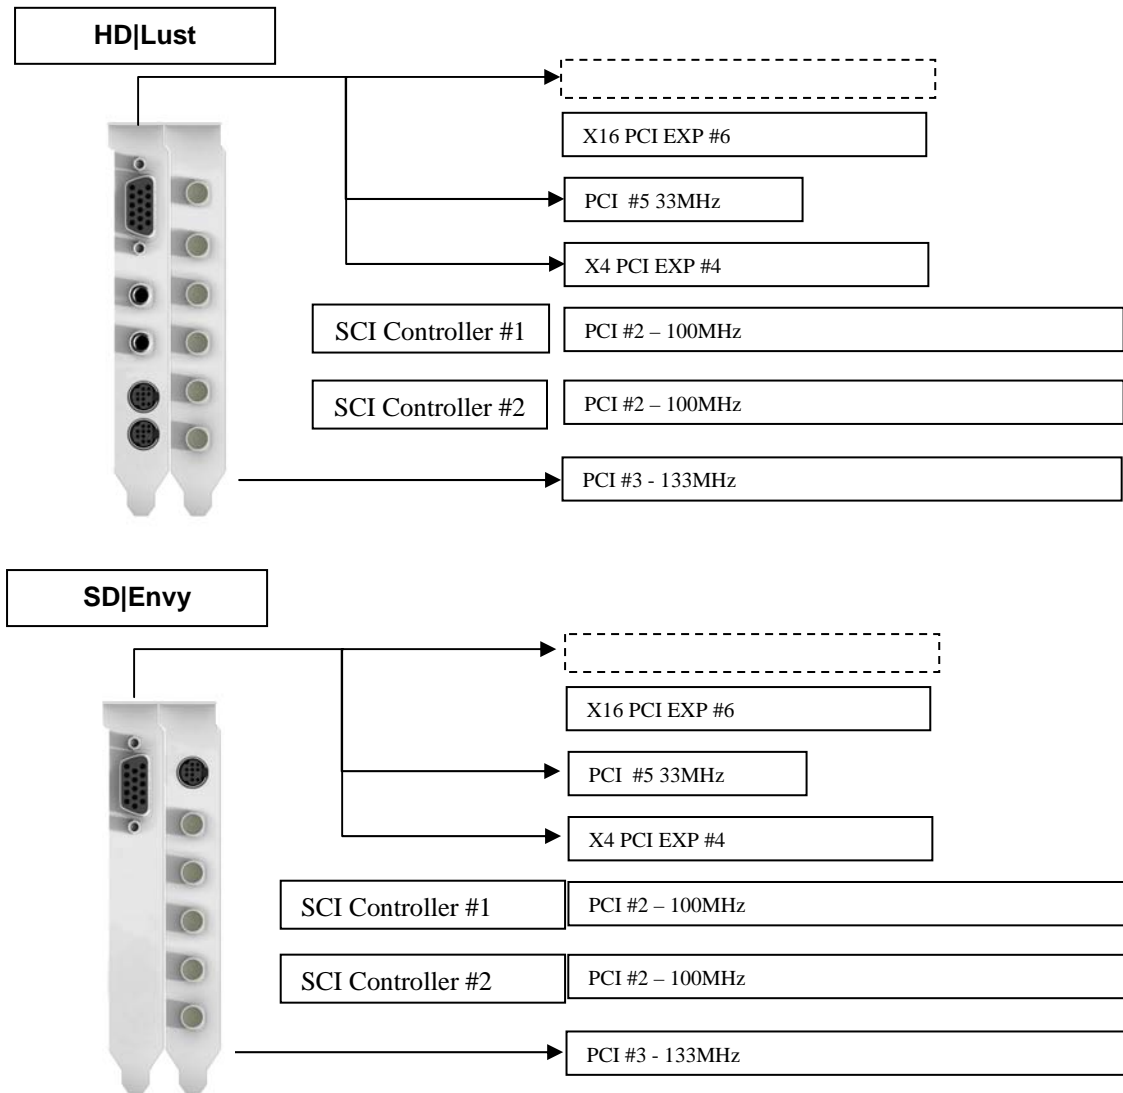 HD|Lust
X16 PCI EXP #6
PCI #5 33MHz
X4 PCI EXP #4
SCI Controller #1
PCI #2 – 100MHz
SCI Controller #2
PCI #2 – 100MHz
PCI #3 - 133MHz
SD|Envy
X16 PCI EXP #6
PCI #5 33MHz
X4 PCI EXP #4
SCI Controller #1
PCI #2 – 100MHz
SCI Controller #2
PCI #2 – 100MHz
PCI #3 - 133MHz